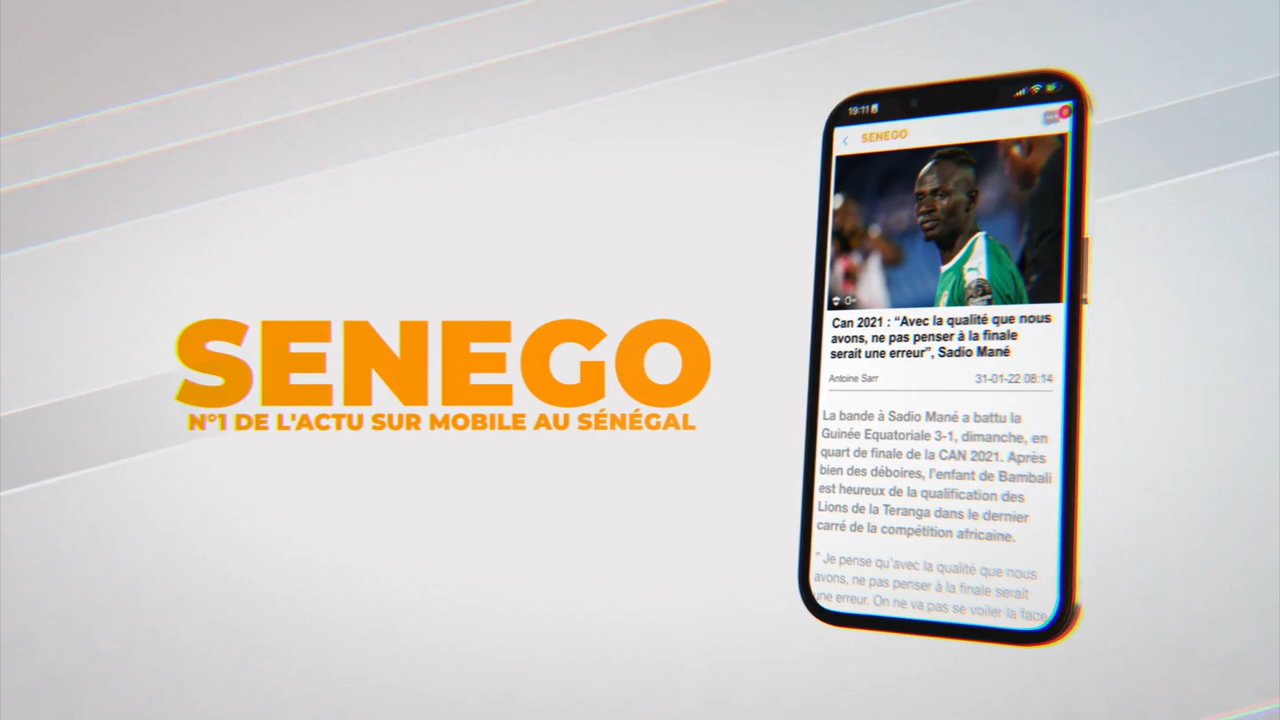 SENEGO
N°1 DE L'ACTU SUR MOBILE AU SÉNÉGAL
19:11
SENEGO
Can 2021 : “Avec la qualité que nous
avons, ne pas penser à la finale
serait une erreur”, Sadio Mané
Antoine Sarr 31-01-22 08:14
La bande à Sadio Mané a battu la
Guinée Equatoriale 3-1, dimanche, en
quart de finale de la CAN 2021. Après
bien des déboires, l'enfant de Bambali
est heureux de la qualification des
Lions de la Teranga dans le dernier
carré de la compétition africaine.
" Je pense qu'avec la qualité que nous
avons, ne pas penser à la finale serait
une erreur. On ne va pas se voiler la face